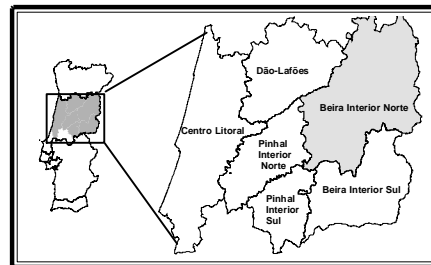 Dão-Lafões
Beira Interior Norte
Centro Litoral
Pinhal
Interior
Norte
Beira Interior Sul
Pinhal
Interior
Sul